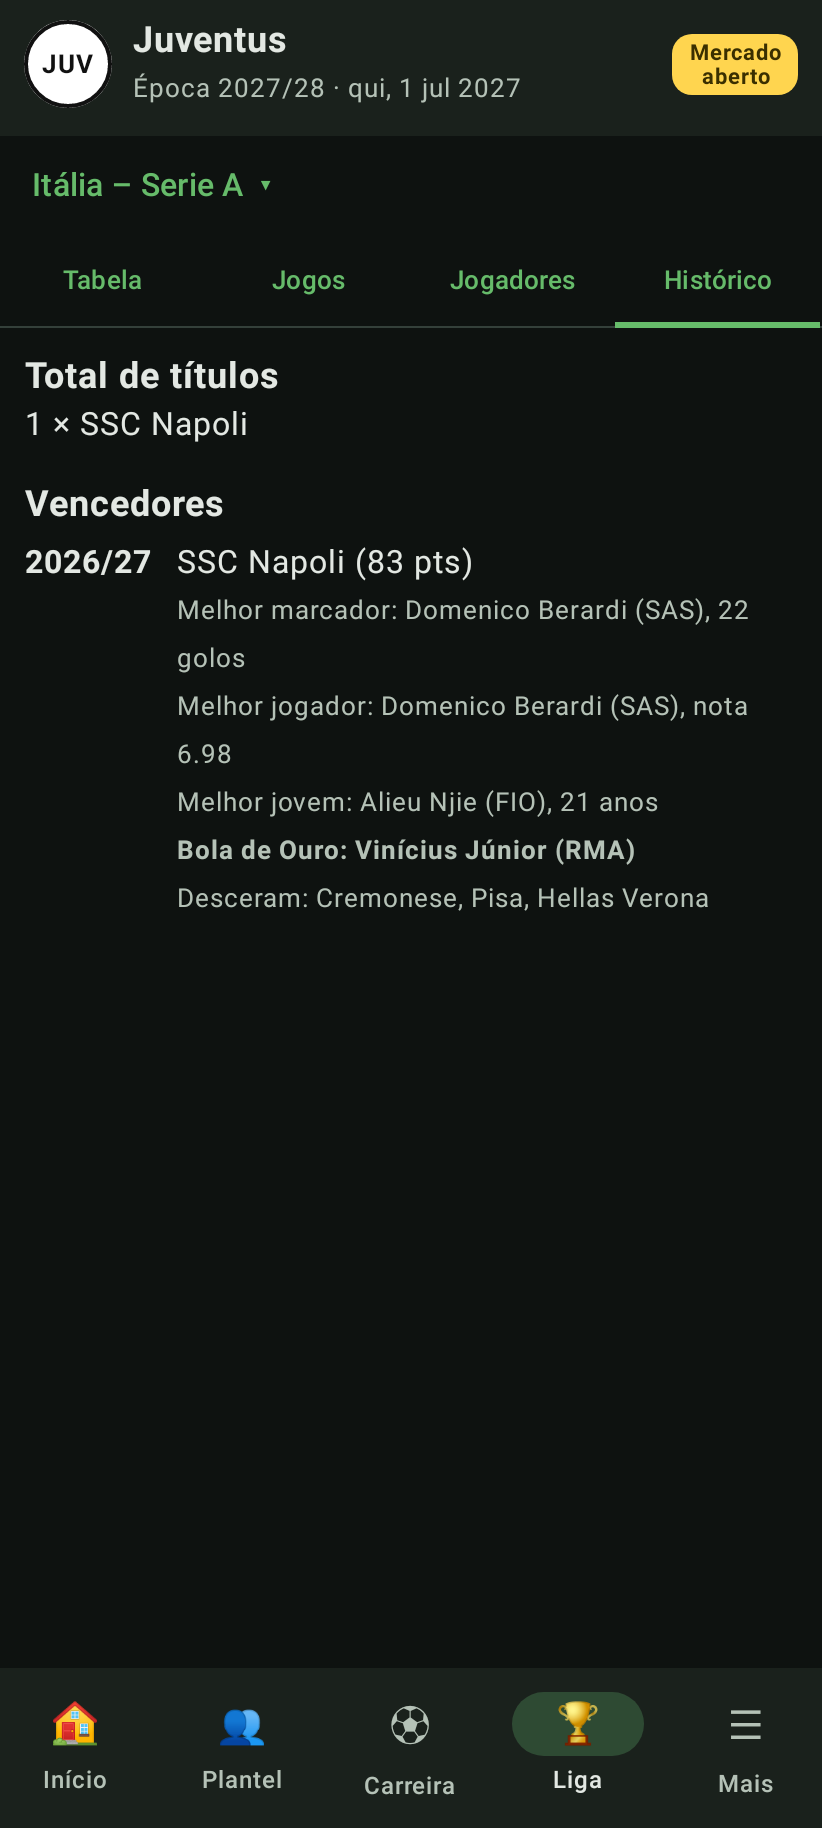 JUV
Juventus
Época 2027/28 · qui, 1 jul 2027
Mercado
aberto
Itália – Serie A ▼
Tabela
Jogos
Jogadores
Histórico
Total de títulos
1 × SSC Napoli
Vencedores
2026/27 SSC Napoli (83 pts)
Melhor marcador: Domenico Berardi (SAS), 22
golos
Melhor jogador: Domenico Berardi (SAS), nota
6.98
Melhor jovem: Alieu Njie (FIO), 21 anos
Bola de Ouro: Vinícius Júnior (RMA)
Desceram: Cremonese, Pisa, Hellas Verona
Início
Plantel
Carreira
Liga
Mais